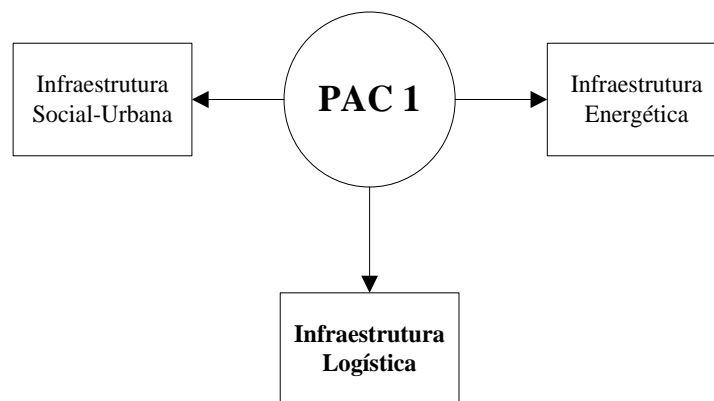 Infraestrutura
Social-Urbana
PAC 1
Infraestrutura
Energética
Infraestrutura
Logística